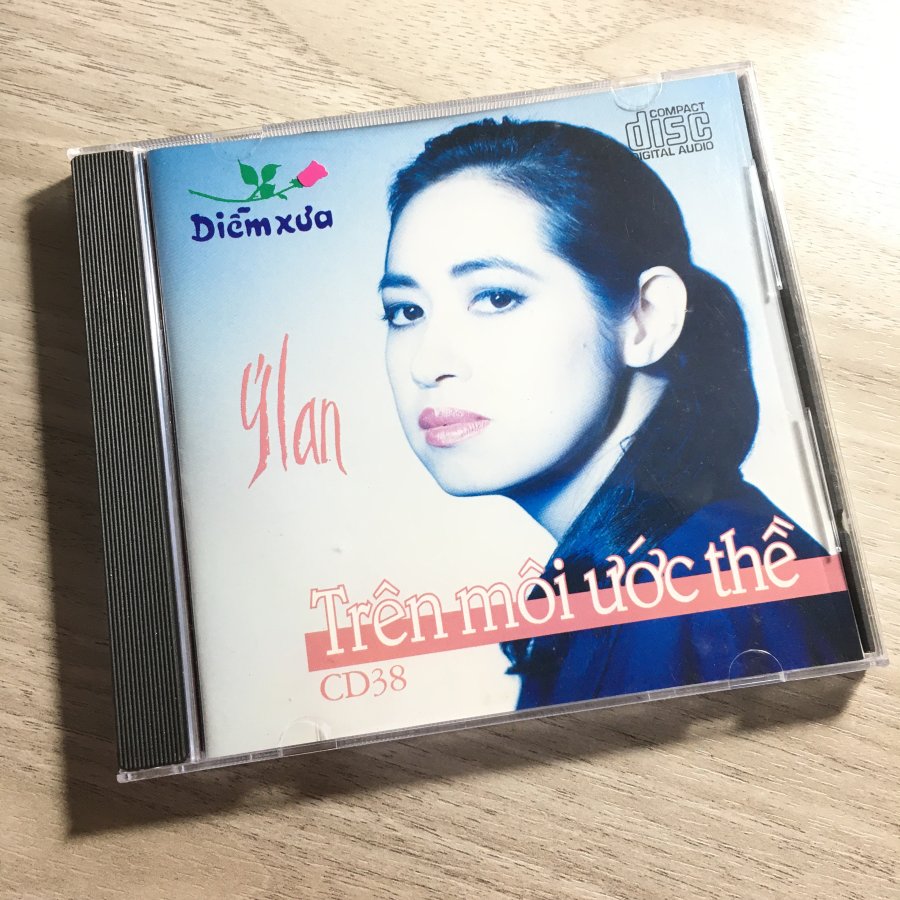 COMPACT
disc
DIGITAL AUDIO
Diễm xưa
Ý lan
Trên môi ước thề
CD38